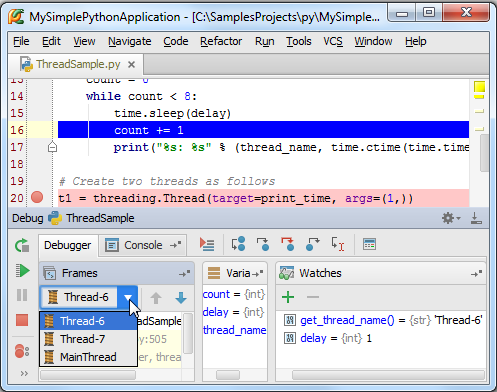 MySimplePythonApplication - [C:\SamplesProjects\py\MySimple...
File Edit View Navigate Code Refactor Run Tools VCS Window Help
ThreadSample.py
13 count = 0
14 while count < 8:
15 time.sleep(delay)
16 count += 1
17 print("%s: %s" % (thread_name, time.ctime(time.time
18
19 # Create two threads as follows
20 t1 = threading.Thread(target=print_time, args=(1,))
Debug ThreadSample
Debugger Console
Frames Varia Watches
Thread-6
count = {int}
delay = {int}
thread_name
get_thread_name() = {str} 'Thread-6'
delay = {int} 1
Thread-6
Thread-7
MainThread
eadSample
y:505
er, threa